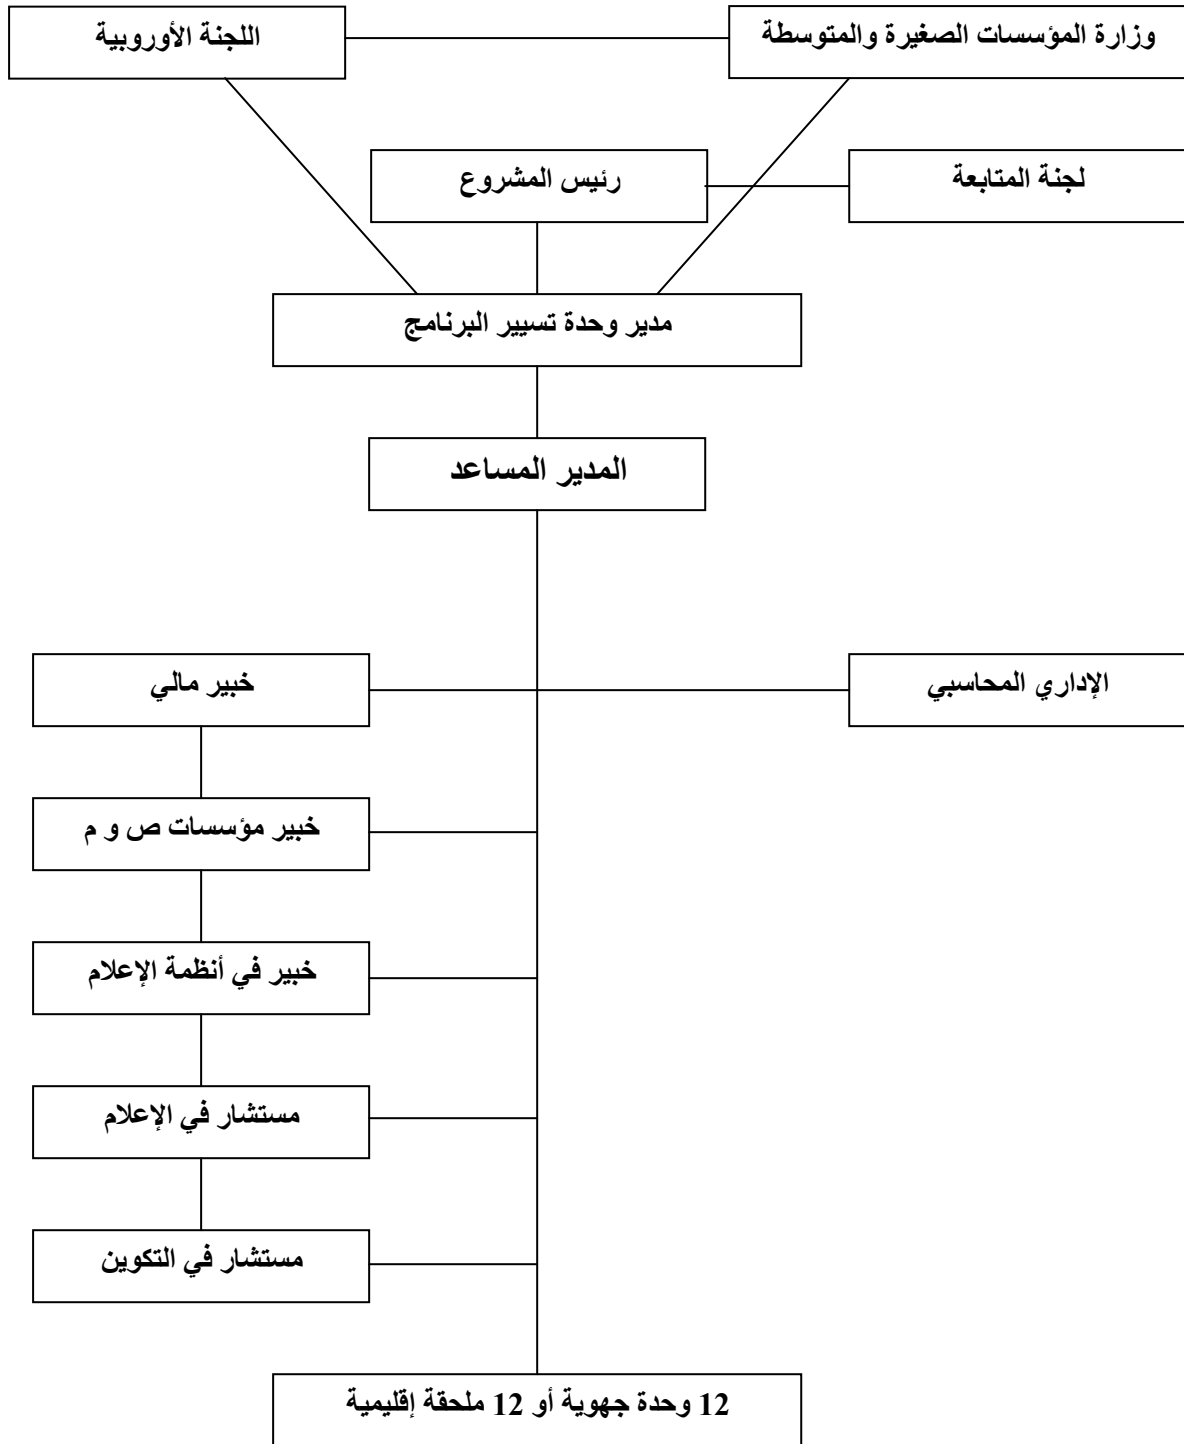 وزارة المؤسسات الصغيرة والمتوسطة
اللجنة الأوروبية
لجنة المتابعة
رئيس المشروع
مدير وحدة تسيير البرنامج
المدير المساعد
الإداري المحاسبي
خبير مالي
خبير مؤسسات ص و م
خبير في أنظمة الإعلام
مستشار في الإعلام
مستشار في التكوين
12 وحدة جهوية أو 12 ملحقة إقليمية